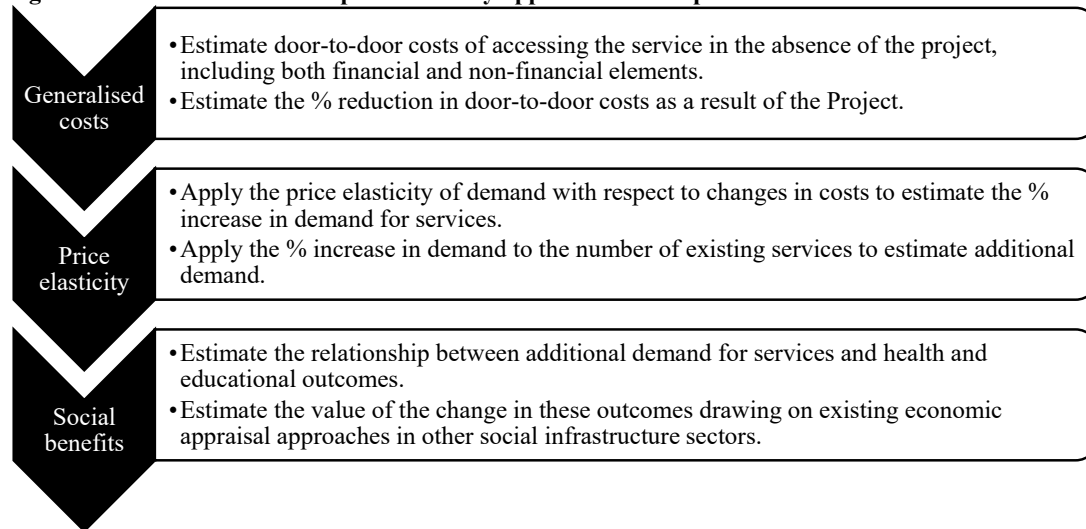 Generalised
costs
•Estimate door-to-door costs of accessing the service in the absence of the project,
including both financial and non-financial elements.
•Estimate the % reduction in door-to-door costs as a result of the Project.
Price
elasticity
•Apply the price elasticity of demand with respect to changes in costs to estimate the %
increase in demand for services.
•Apply the % increase in demand to the number of existing services to estimate additional
demand.
Social
benefits
•Estimate the relationship between additional demand for services and health and
educational outcomes.
•Estimate the value of the change in these outcomes drawing on existing economic
appraisal approaches in other social infrastructure sectors.